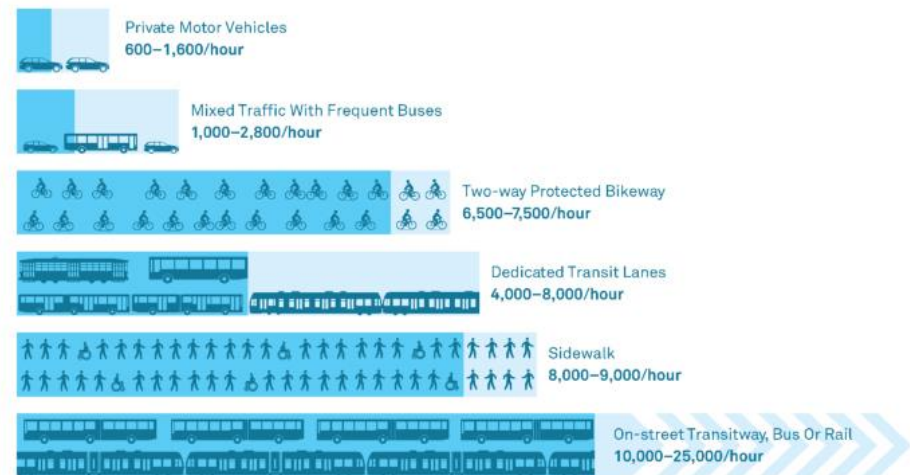 Private Motor Vehicles
600–1,600/hour
Mixed Traffic With Frequent Buses
1,000–2,800/hour
Two-way Protected Bikeway
6,500–7,500/hour
Dedicated Transit Lanes
4,000–8,000/hour
Sidewalk
8,000–9,000/hour
On-street Transitway, Bus Or Rail
10,000–25,000/hour